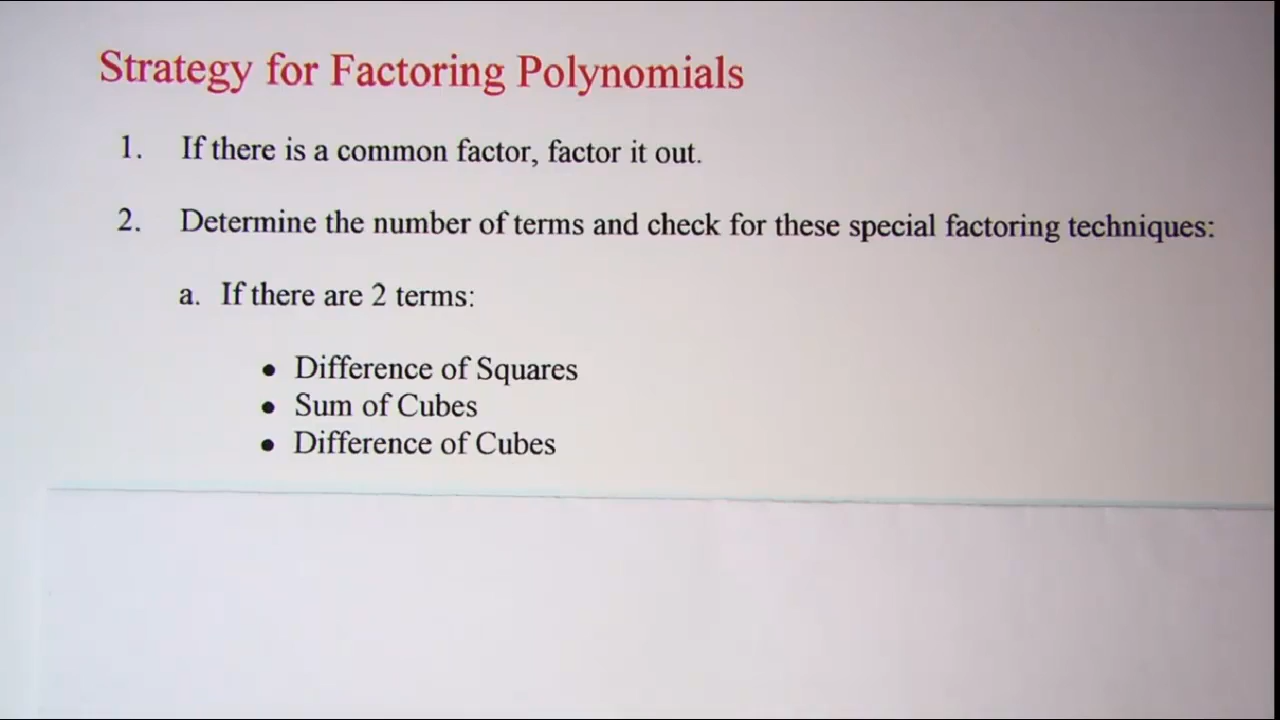 Strategy for Factoring Polynomials
1. If there is a common factor, factor it out.
2. Determine the number of terms and check for these special factoring techniques:
a. If there are 2 terms:
• Difference of Squares
• Sum of Cubes
• Difference of Cubes